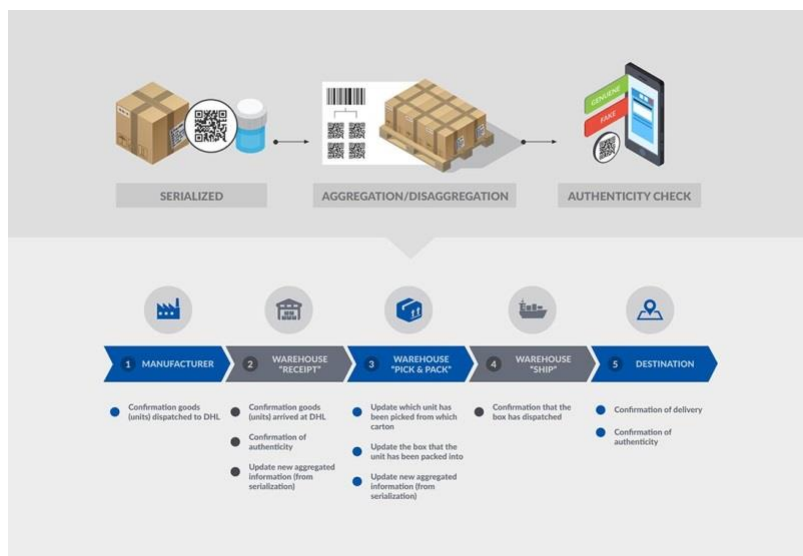 GENUINE
FAKE
SERIALIZED
AGGREGATION/DISAGGREGATION
AUTHENTICITY CHECK
1 MANUFACTURER
2 WAREHOUSE
"RECEIPT"
3 WAREHOUSE
"PICK & PACK"
4 WAREHOUSE
"SHIP"
5 DESTINATION
Confirmation goods
(units) dispatched to DHL
Confirmation goods
(units) arrived at DHL
Confirmation of
authenticity
Update new aggregated
information (from
serialization)
Update which unit has
been picked from which
carton
Update the box that the
unit has been packed into
Update new aggregated
information (from
serialization)
Confirmation that the
box has dispatched
Confirmation of delivery
Confirmation of
authenticity